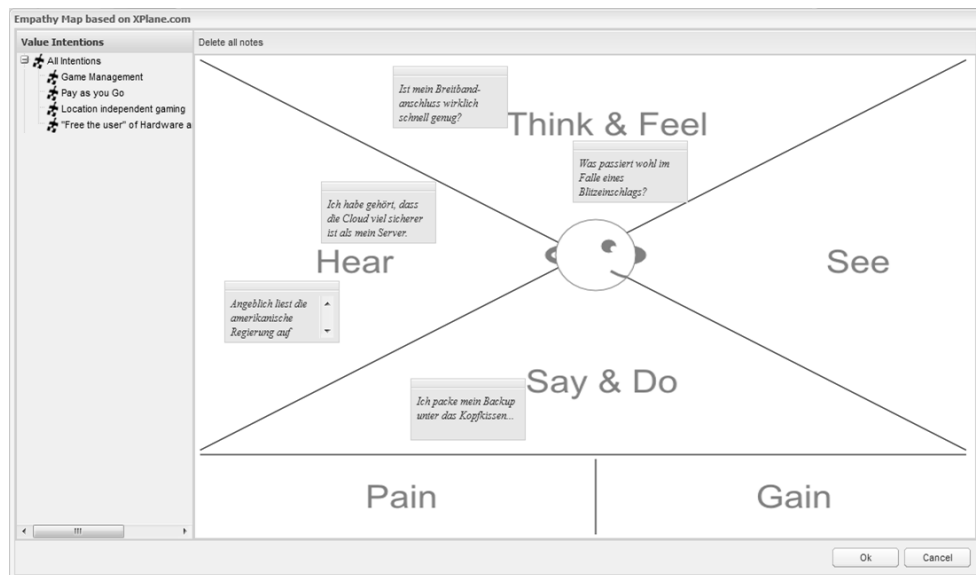 Empathy Map based on XPlane.com
Value Intentions
Delete all notes
All Intentions
Game Management
Pay as you Go
Location independent gaming
"Free the user" of Hardware a
Ist mein Breitband-
anschluss wirklich
schnell genug?
Think & Feel
Was passiert wohl im
Falle eines
Blitzeinschlags?
Ich habe gehört, dass
die Cloud viel sicherer
ist als mein Server.
Hear
See
Angeblich liest die
amerikanische
Regierung auf
Say & Do
Ich packe mein Backup
unter das Kopfkissen...
Pain
Gain
Ok
Cancel